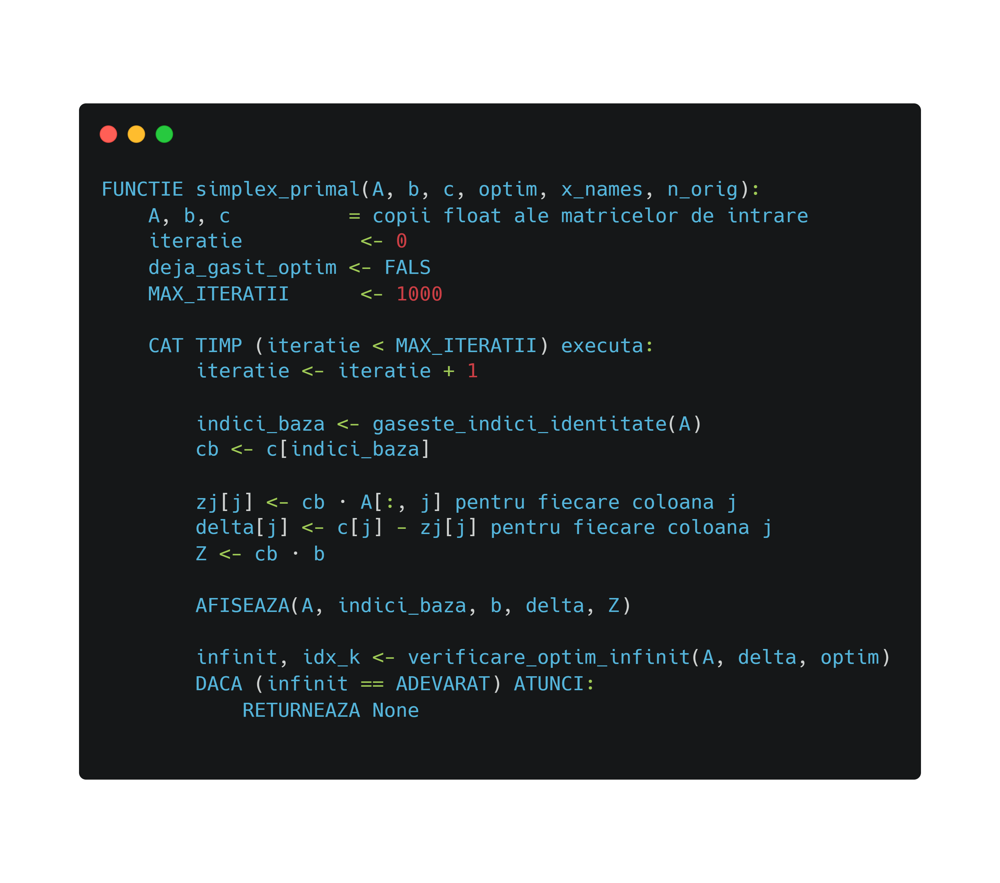 FUNCTIE simplex_primal(A, b, c, optim, x_names, n_orig):
    A, b, c          = copii float ale matricelor de intrare
    iteratie          <- 0
    deja_gasit_optim <- FALS
    MAX_ITERATII      <- 1000

    CAT TIMP (iteratie < MAX_ITERATII) executa:
        iteratie <- iteratie + 1

        indici_baza <- gaseste_indici_identitate(A)
        cb <- c[indici_baza]

        zj[j] <- cb · A[:, j] pentru fiecare coloana j
        delta[j] <- c[j] - zj[j] pentru fiecare coloana j
        Z <- cb · b

        AFISEAZA(A, indici_baza, b, delta, Z)

        infinit, idx_k <- verificare_optim_infinit(A, delta, optim)
        DACA (infinit == ADEVARAT) ATUNCI:
            RETURNEAZA None